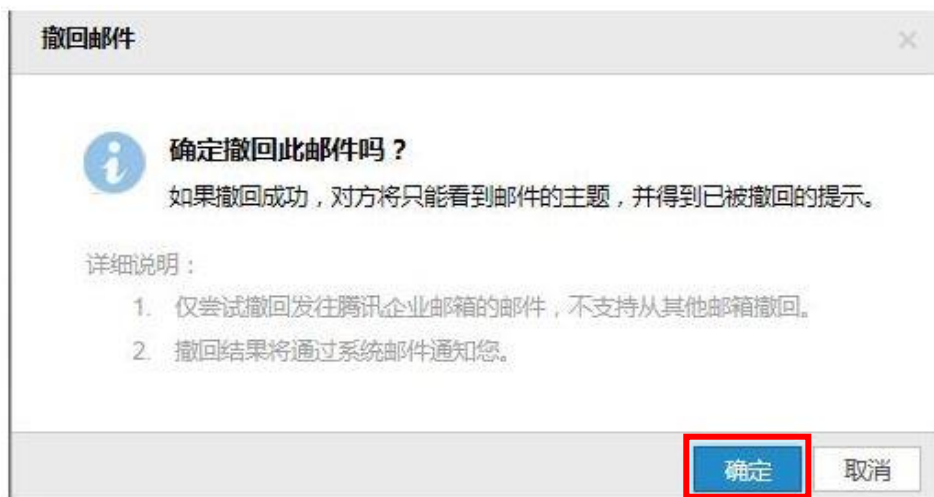 撤回邮件
确定撤回此邮件吗？
如果撤回成功，对方将只能看到邮件的主题，并得到已被撤回的提示。
详细说明：
1. 仅尝试撤回发往腾讯企业邮箱的邮件，不支持从其他邮箱撤回。
2. 撤回结果将通过系统邮件通知您。
确定 取消